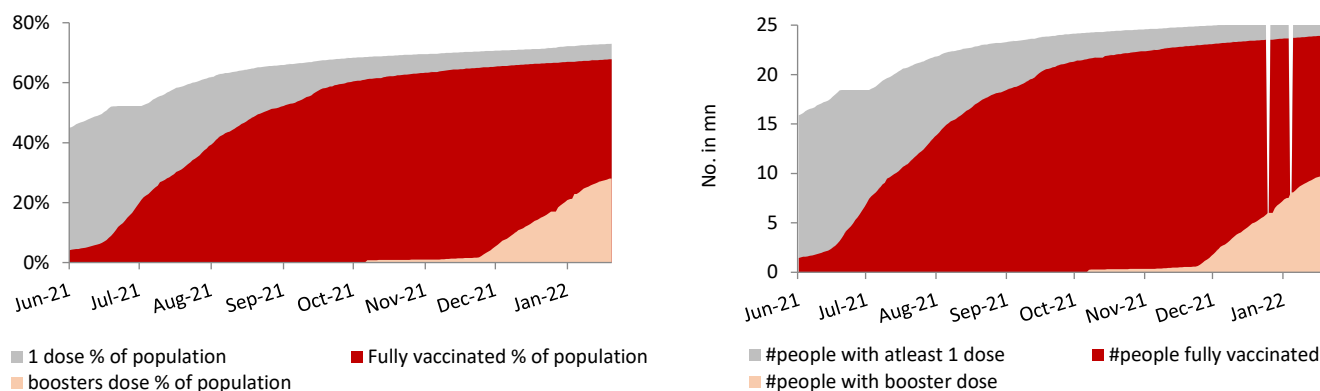 80%
60%
40%
20%
0%
Jun-21 Jul-21 Aug-21 Sep-21 Oct-21 Nov-21 Dec-21 Jan-22
1 dose % of population Fully vaccinated % of population
boosters dose % of population
25
20
15
10
5
0
No. in mn
Jun-21 Jul-21 Aug-21 Sep-21 Oct-21 Nov-21 Dec-21 Jan-22
#people with atleast 1 dose #people fully vaccinated
#people with booster dose